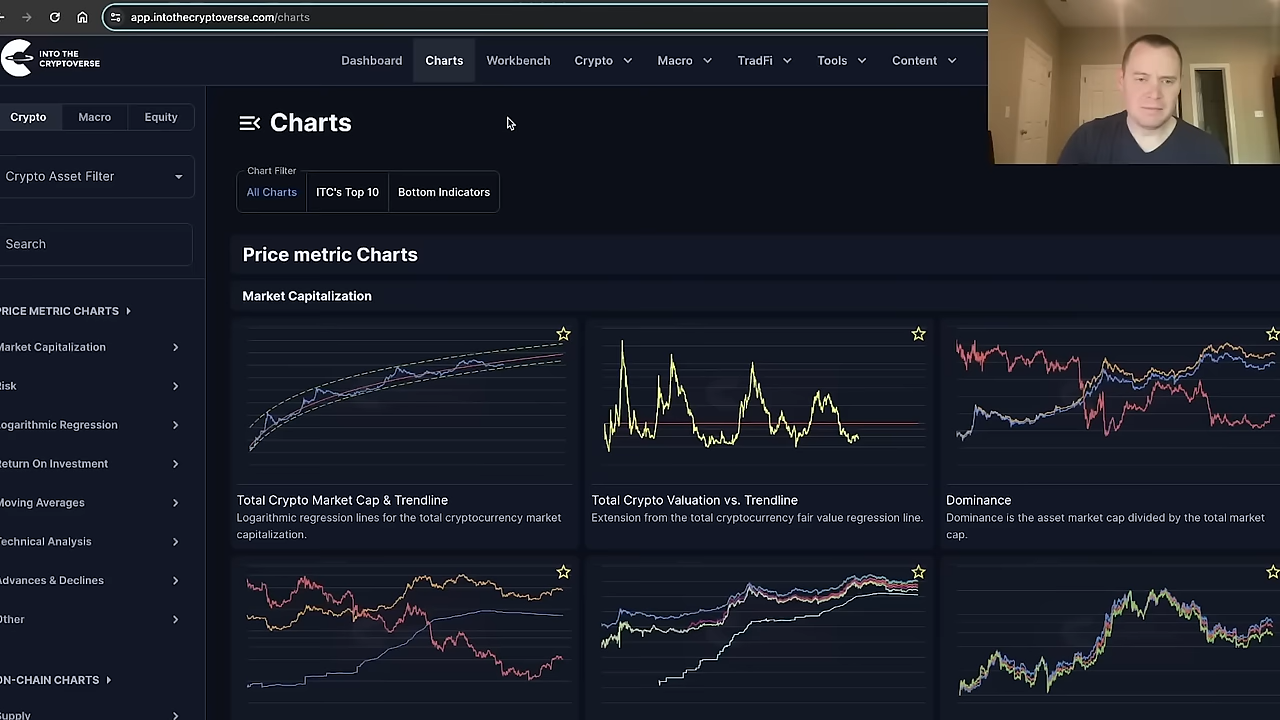 app.intothecryptoverse.com/charts
INTO THE
CRYPTOVERSE
Dashboard Charts Workbench Crypto Macro TradFi Tools Content
Crypto Macro Equity
Crypto Asset Filter
Search
PRICE METRIC CHARTS
Market Capitalization
Risk
Logarithmic Regression
Return On Investment
Moving Averages
Technical Analysis
Advances & Declines
Other
ON-CHAIN CHARTS
Supply
Charts
Chart Filter
All Charts ITC's Top 10 Bottom Indicators
Price metric Charts
Market Capitalization
Total Crypto Market Cap & Trendline
Logarithmic regression lines for the total cryptocurrency market
capitalization.
Total Crypto Valuation vs. Trendline
Extension from the total cryptocurrency fair value regression line.
Dominance
Dominance is the asset market cap divided by the total market
cap.